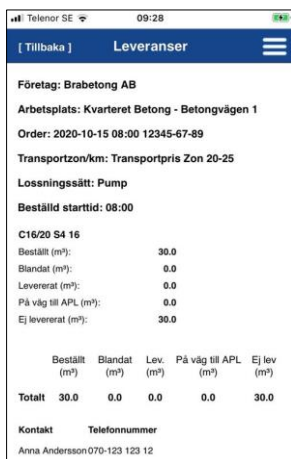 Telenor SE 09:28
[ Tillbaka ] Leveranser
Företag: Brabetong AB
Arbetsplats: Kvarteret Betong - Betongvägen 1
Order: 2020-10-15 08:00 12345-67-89
Transportzon/km: Transportpris Zon 20-25
Lossningssätt: Pump
Beställd starttid: 08:00
C16/20 S4 16
Beställt (m³): 30.0
Blandat (m³): 0.0
Levererat (m³): 0.0
På väg till APL (m³): 0.0
Ej levererat (m³): 30.0
Beställt Blandat Lev. På väg till APL Ej lev
(m³) (m³) (m³) (m³) (m³)
Totalt 30.0 0.0 0.0 0.0 30.0
Kontakt Telefonnummer
Anna Andersson 070-123 123 12